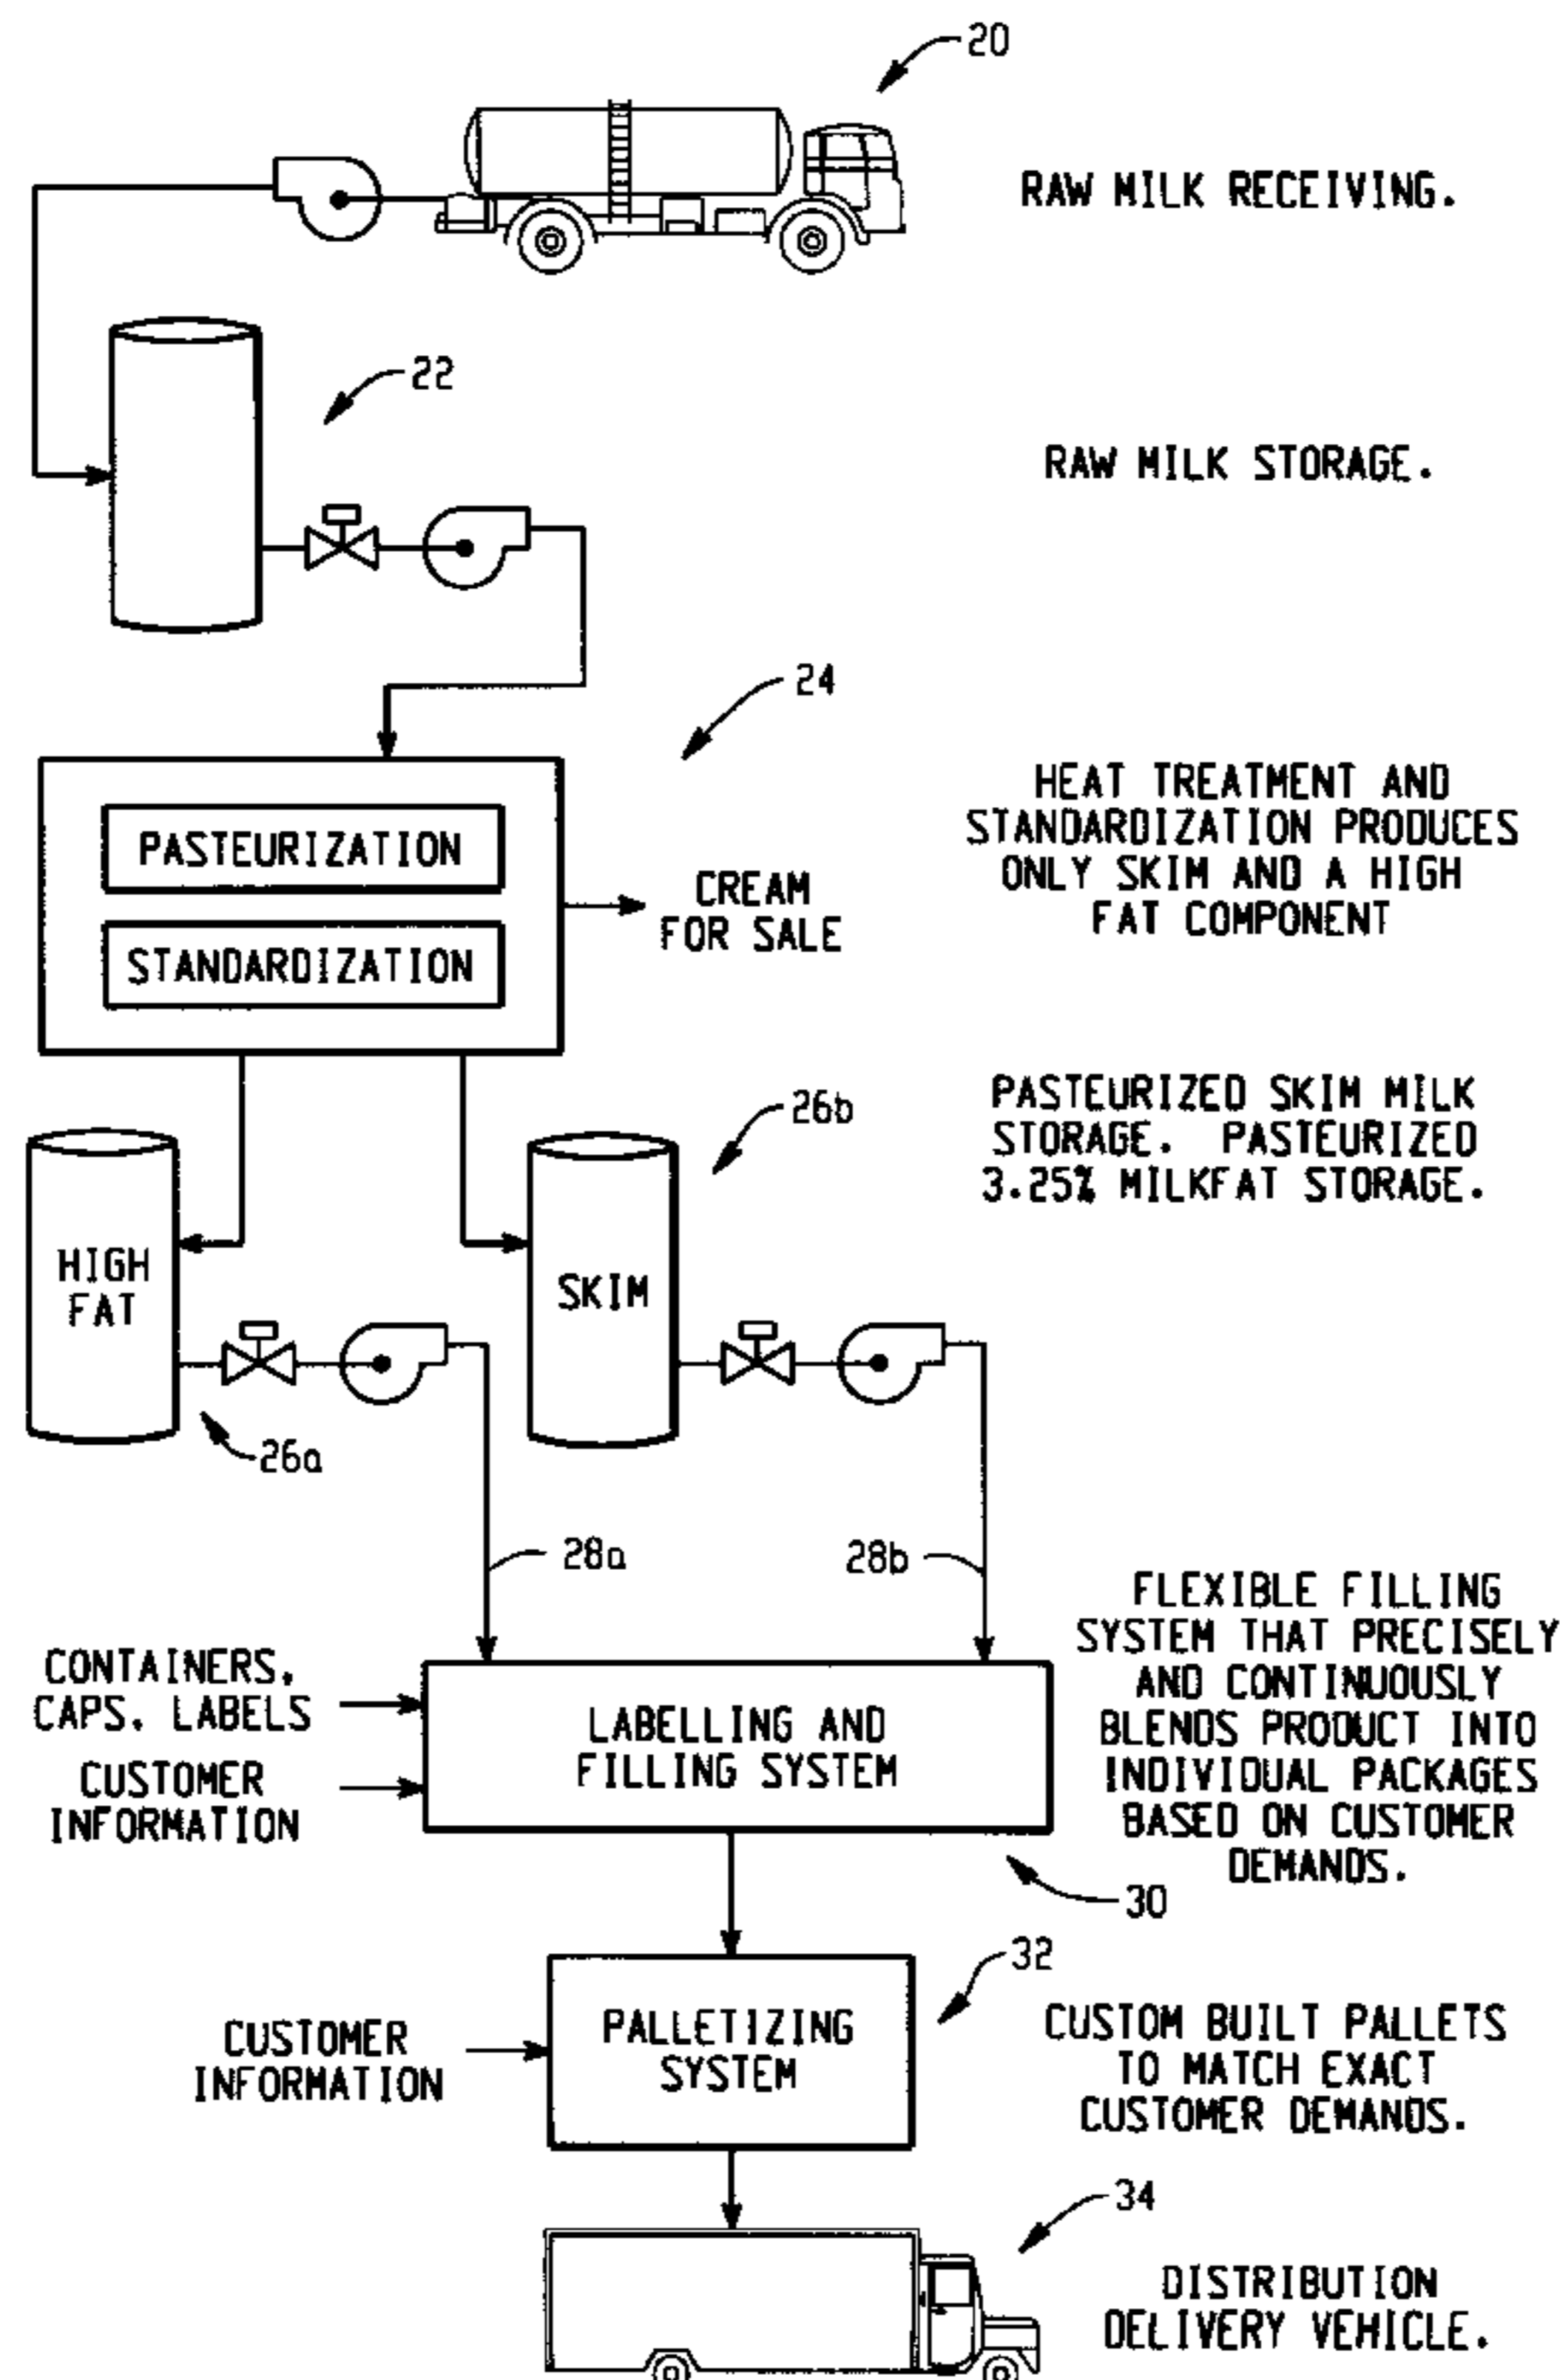 20
RAW MILK RECEIVING.
22
RAW MILK STORAGE.
24
HEAT TREATMENT AND
STANDARDIZATION PRODUCES
ONLY SKIM AND A HIGH
FAT COMPONENT
PASTEURIZATION
STANDARDIZATION
CREAM
FOR SALE
26b
PASTEURIZED SKIM MILK
STORAGE. PASTEURIZED
3.25% MILKFAT STORAGE.
HIGH
FAT
SKIM
26a
28a
28b
FLEXIBLE FILLING
SYSTEM THAT PRECISELY
AND CONTINUOUSLY
BLENDS PRODUCT INTO
INDIVIDUAL PACKAGES
BASED ON CUSTOMER
DEMANDS.
CONTAINERS,
CAPS, LABELS
CUSTOMER
INFORMATION
LABELLING AND
FILLING SYSTEM
30
32
CUSTOMER
INFORMATION
PALLETIZING
SYSTEM
CUSTOM BUILT PALLETS
TO MATCH EXACT
CUSTOMER DEMANDS.
34
DISTRIBUTION
DELIVERY VEHICLE.